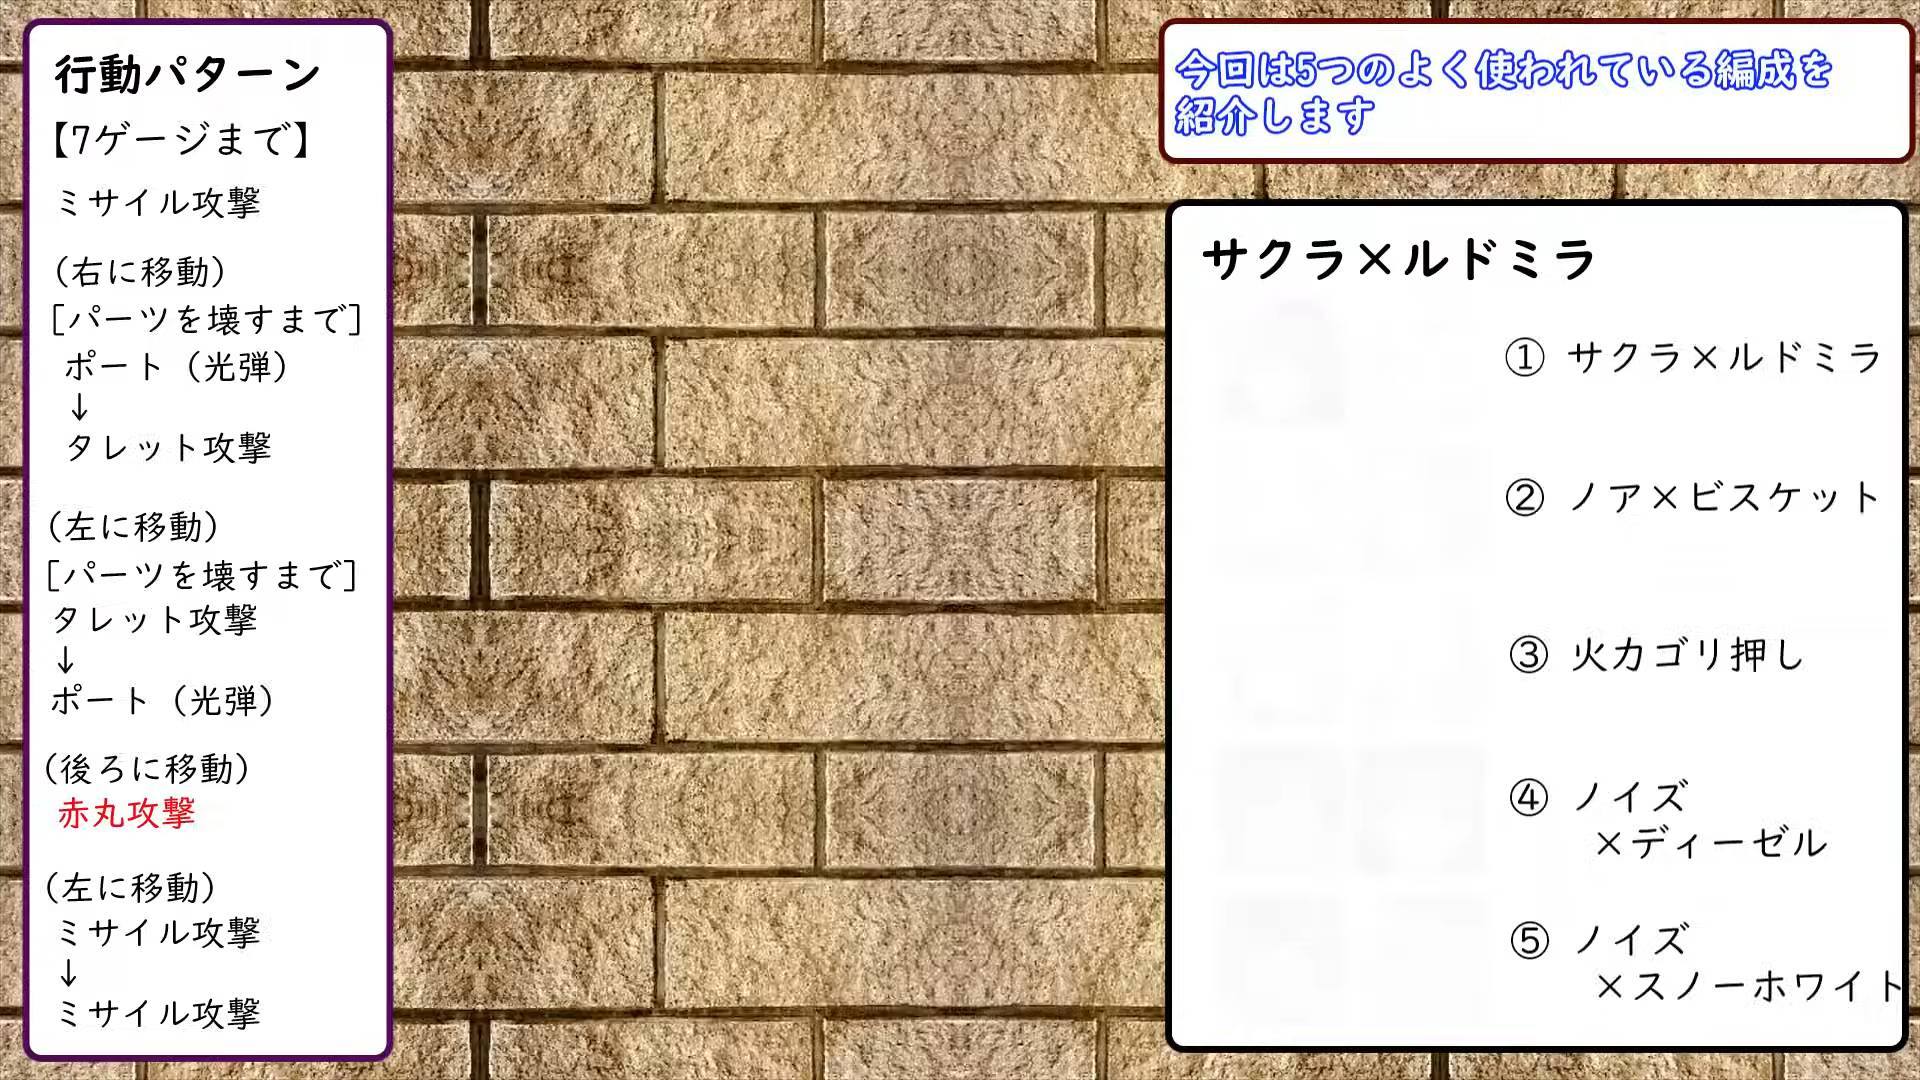 行動パターン
【7ゲージまで】
ミサイル攻撃
(右に移動)
[パーツを壊すまで]
ポート（光弾）
↓
タレット攻撃
(左に移動)
[パーツを壊すまで]
タレット攻撃
↓
ポート（光弾）
(後ろに移動)
赤丸攻撃
(左に移動)
ミサイル攻撃
↓
ミサイル攻撃
今回は5つのよく使われている編成を
紹介します
サクラ×ルドミラ
① サクラ×ルドミラ
② ノア×ビスケット
③ 火力ゴリ押し
④ ノイズ
×ディーゼル
⑤ ノイズ
×スノーホワイト